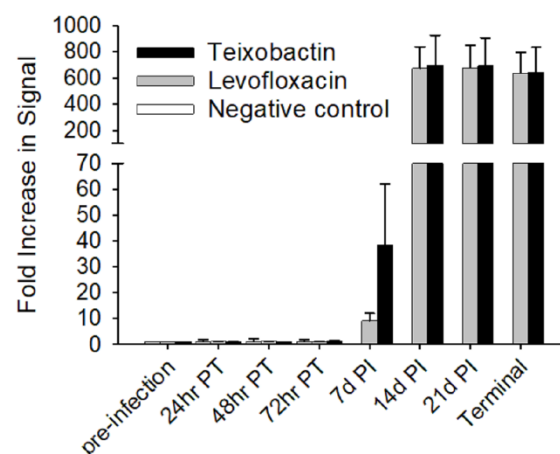 Fold Increase in Signal
1000
800
600
400
200
70
60
50
40
30
20
10
0
Teixobactin
Levofloxacin
Negative control
pre-infection
24hr PT
48hr PT
72hr PT
7d PI
14d PI
21d PI
Terminal